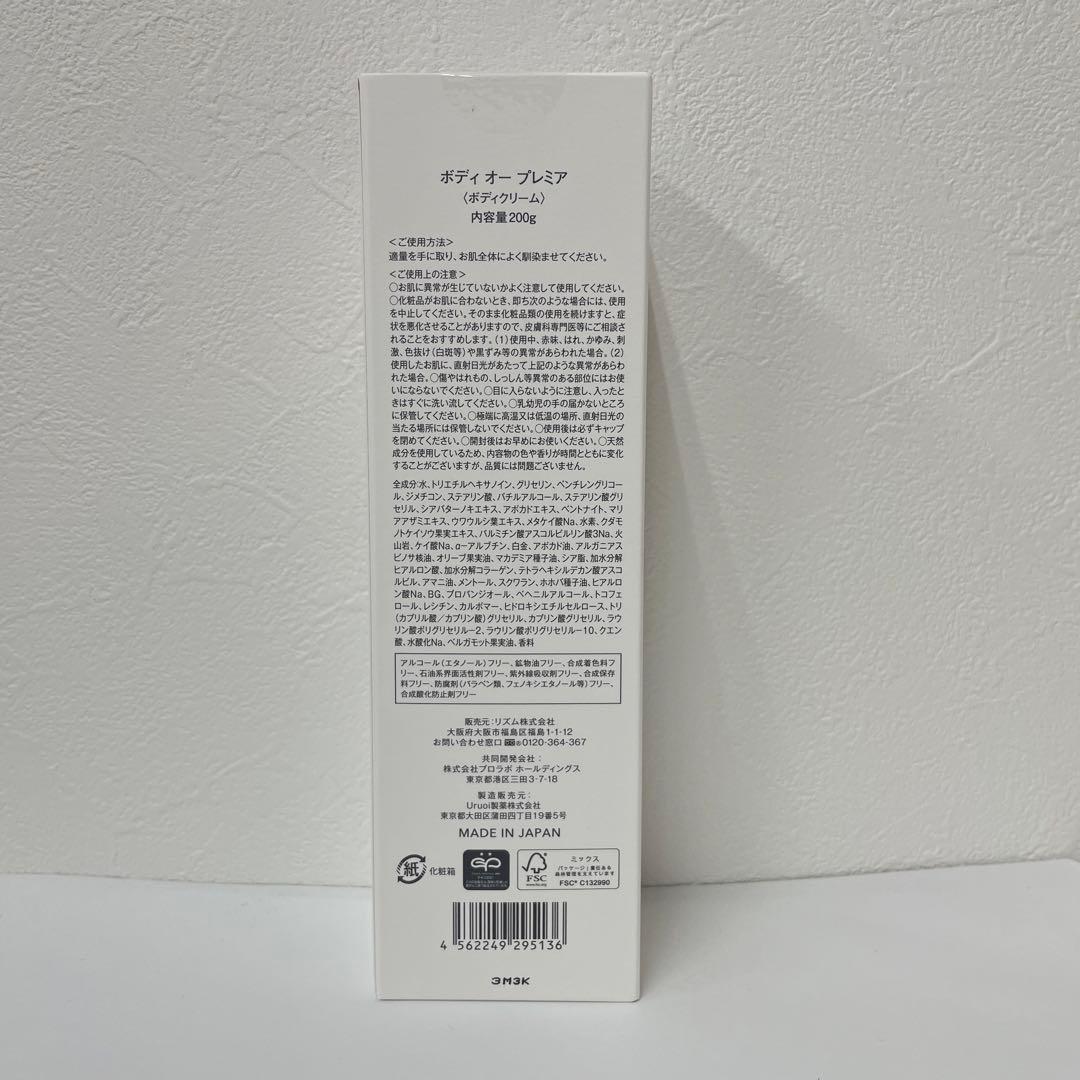 ボディ オー プレミア
〈ボディクリーム〉
内容量200g
＜ご使用方法＞
適量を手に取り、お肌全体によく馴染ませてください。
＜ご使用上の注意＞
○お肌に異常が生じていないかよく注意して使用してください。
○化粧品がお肌に合わないとき、即ち次のような場合には、使用
を中止してください。そのまま化粧品類の使用を続けますと、症
状を悪化させることがありますので、皮膚科専門医等にご相談さ
れることをおすすめします。（1）使用中、赤味、はれ、かゆみ、刺
激、色抜け（白斑等）や黒ずみ等の異常があらわれた場合。（2）
使用したお肌に、直射日光があたって上記のような異常があらわ
れた場合。○傷やはれもの、しっしん等異常のある部位にはお使
いにならないでください。○目に入らないように注意し、入ったと
きはすぐに洗い流してください。○乳幼児の手の届かないところ
に保管してください。○極端に高温又は低温の場所、直射日光の
当たる場所には保管しないでください。○使用後は必ずキャップ
を閉めてください。○開封後はお早めにお使いください。○天然
成分を使用しているため、内容物の色や香りが時間とともに変化
することがございますが、品質には問題ございません。
全成分:水、トリエチルヘキサノイン、グリセリン、ペンチレングリコー
ル、ジメチコン、ステアリン酸、バチルアルコール、ステアリン酸グリ
セリル、シアバターノキエキス、アボカドエキス、ベントナイト、マリ
アアザミエキス、ウワウルシ葉エキス、メタケイ酸Na、水素、クダモ
ノトケイソウ果実エキス、パルミチン酸アスコルビルリン酸3Na、火
山岩、ケイ酸Na、α－アルブチン、白金、アボカド油、アルガニアス
ピノサ核油、オリーブ果実油、マカデミア種子油、シア脂、加水分解
ヒアルロン酸、加水分解コラーゲン、テトラヘキシルデカン酸アスコ
ルビル、アマニ油、メントール、スクワラン、ホホバ種子油、ヒアルロ
ン酸Na、BG、プロパンジオール、ベヘニルアルコール、トコフェ
ロール、レシチン、カルボマー、ヒドロキシエチルセルロース、トリ
（カプリル酸／カプリン酸）グリセリル、カプリン酸グリセリル、ラウ
リン酸ポリグリセリル－2、ラウリン酸ポリグリセリル－10、クエン
酸、水酸化Na、ベルガモット果実油、香料
アルコール（エタノール）フリー、鉱物油フリー、合成着色料フリ
ー、石油系界面活性剤フリー、紫外線吸収剤フリー、合成保存
料フリー、防腐剤（パラベン類、フェノキシエタノール等）フリー、
合成酸化防止剤フリー
販売元：リズム株式会社
大阪府大阪市福島区福島1-1-12
お問い合わせ窓口 ®0120-364-367
共同開発会社：
株式会社プロラボ ホールディングス
東京都港区三田3-7-18
製造販売元：
Uruoi製薬株式会社
東京都大田区蒲田四丁目19番5号
MADE IN JAPAN
紙 化粧箱
FSC
www.fsc.org
ミックス
パッケージ｜責任ある
森林管理を支えています
FSC® C132990
4 562249 295136
3M3K